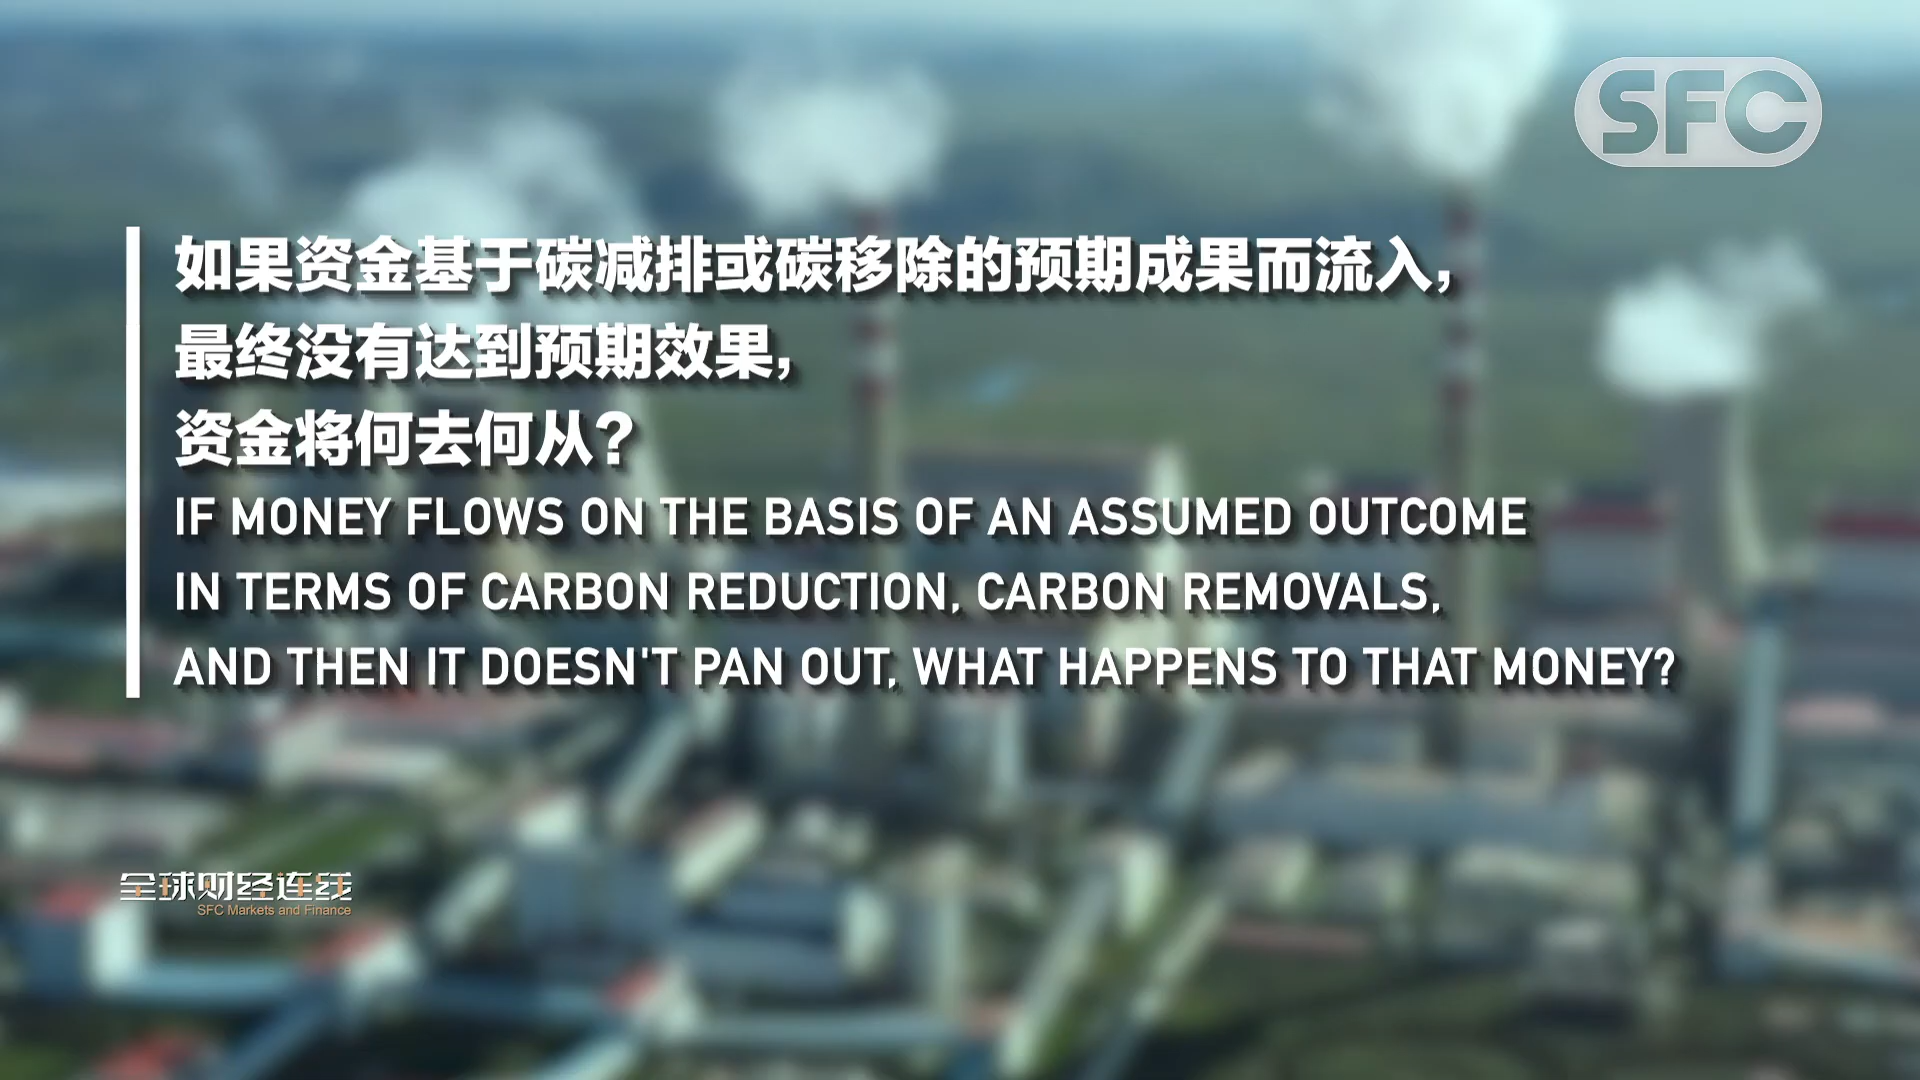 SFC
如果资金基于碳减排或碳移除的预期成果而流入，
最终没有达到预期效果，
资金将何去何从？
IF MONEY FLOWS ON THE BASIS OF AN ASSUMED OUTCOME
IN TERMS OF CARBON REDUCTION, CARBON REMOVALS,
AND THEN IT DOESN'T PAN OUT, WHAT HAPPENS TO THAT MONEY?
全球财经连线
SFC Markets and Finance